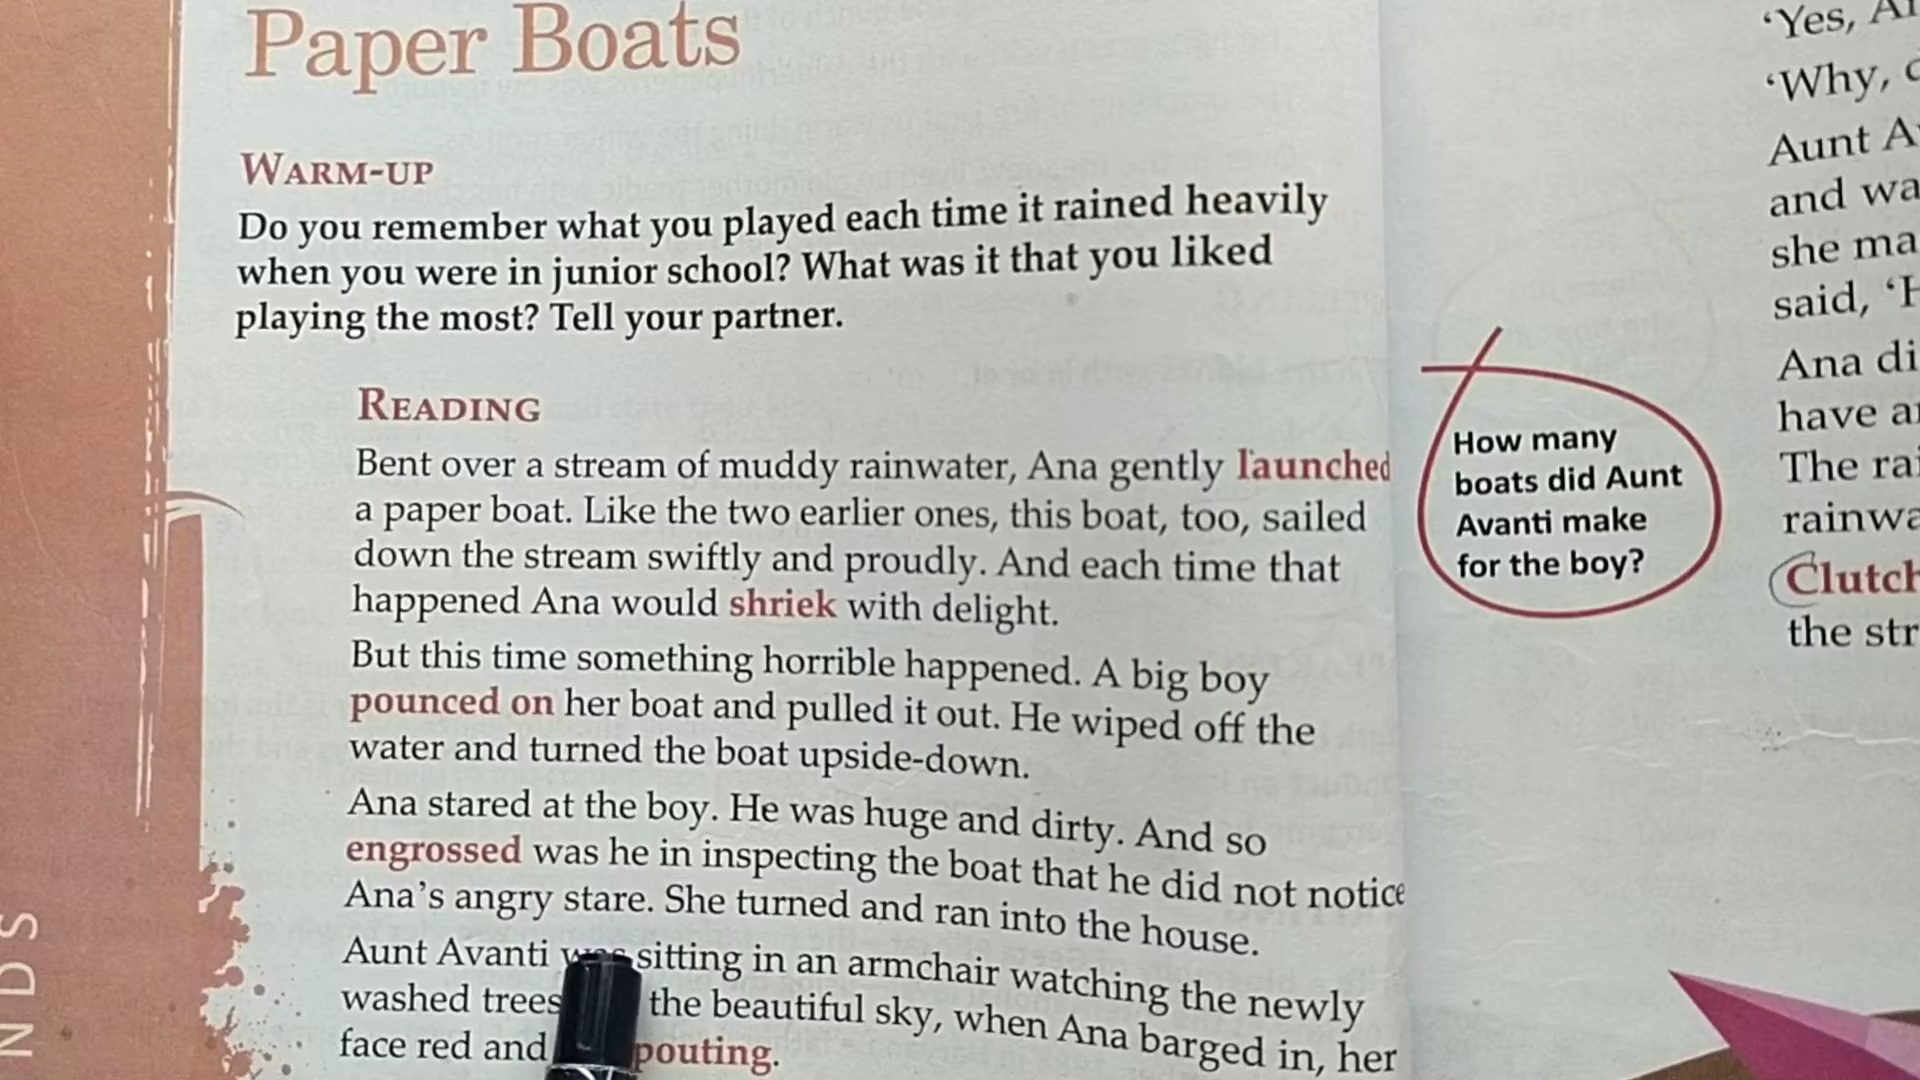 Paper Boats
WARM-UP
Do you remember what you played each time it rained heavily
when you were in junior school? What was it that you liked
playing the most? Tell your partner.
READING
Bent over a stream of muddy rainwater, Ana gently launched
a paper boat. Like the two earlier ones, this boat, too, sailed
down the stream swiftly and proudly. And each time that
happened Ana would shriek with delight.
But this time something horrible happened. A big boy
pounced on her boat and pulled it out. He wiped off the
water and turned the boat upside-down.
Ana stared at the boy. He was huge and dirty. And so
engrossed was he in inspecting the boat that he did not notice
Ana's angry stare. She turned and ran into the house.
Aunt Avanti was sitting in an armchair watching the newly
washed trees the beautiful sky, when Ana barged in, her
face red and pouting.
How many
boats did Aunt
Avanti make
for the boy?
'Yes,
'Why,
Aunt
and
she
said,
Ana
have
The
the
NDS